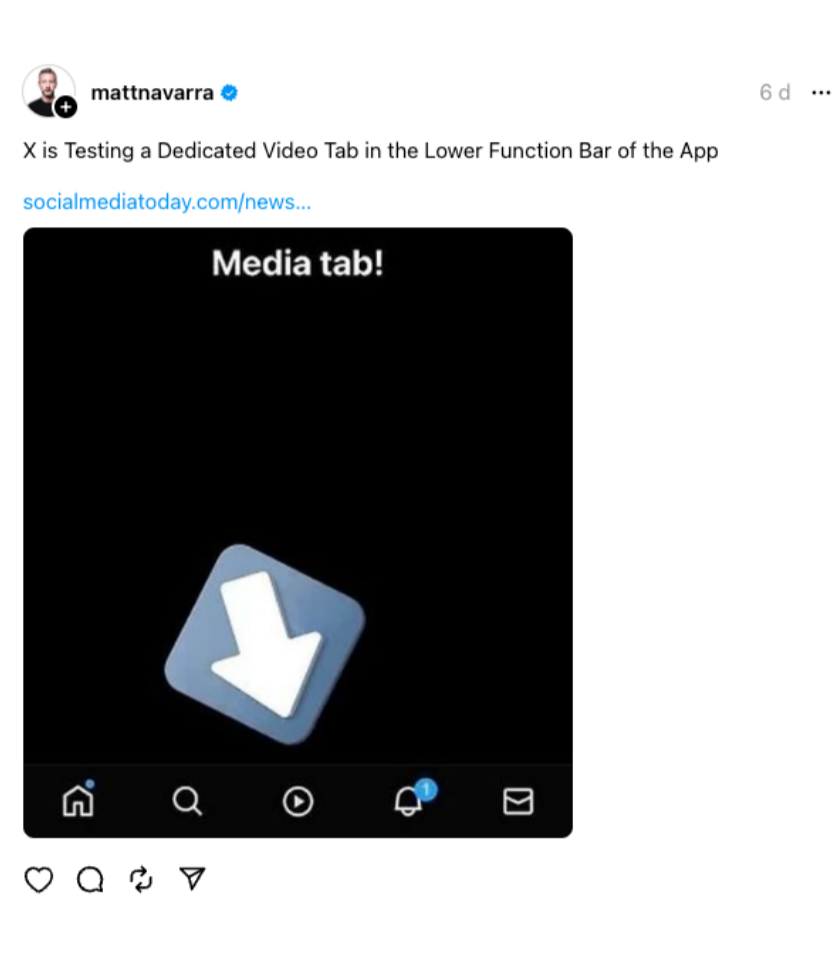 mattnavarra
6 d
X is Testing a Dedicated Video Tab in the Lower Function Bar of the App
socialmediatoday.com/news...
Media tab!
1